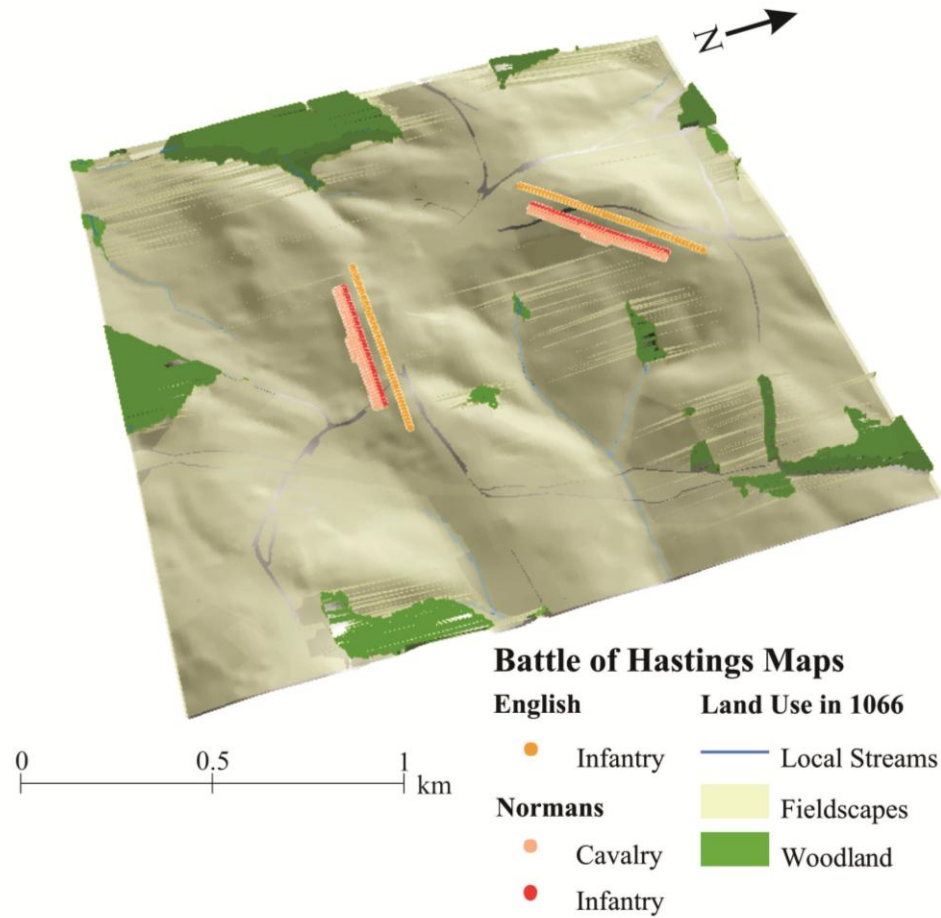 N
0 0.5 1
km
Battle of Hastings Maps
English Land Use in 1066
Infantry Local Streams
Normans Fieldscapes
Cavalry Woodland
Infantry